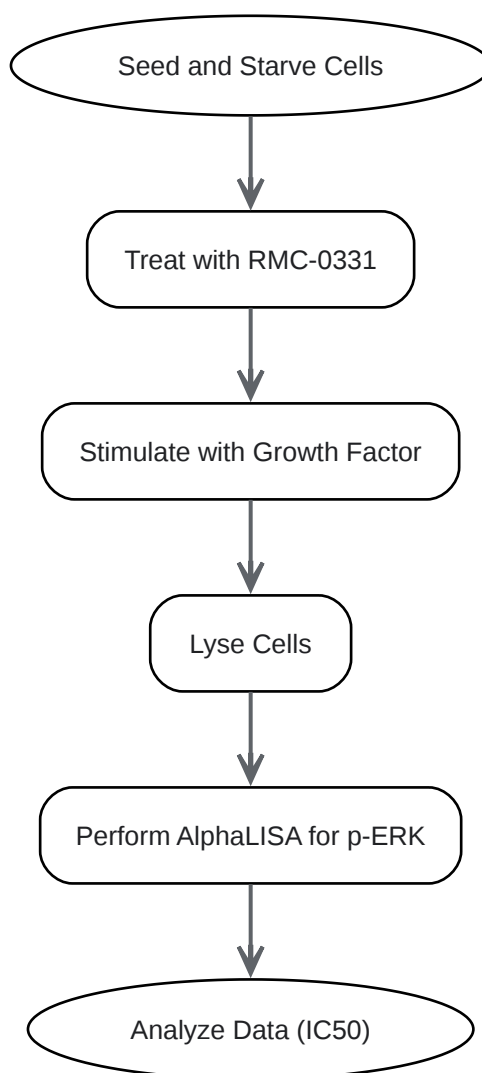 Seed and Starve Cells
Treat with RMC-0331
Stimulate with Growth Factor
Lyse Cells
Perform AlphaLISA for p-ERK
Analyze Data (IC50)